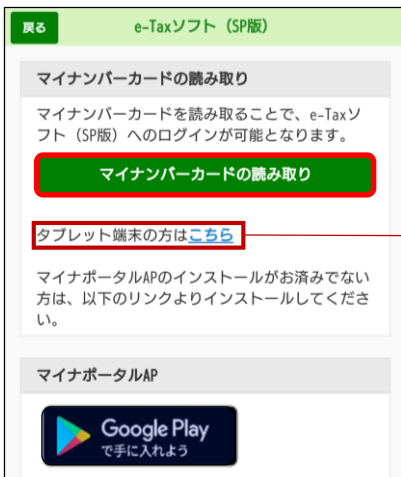 戻る
e-Taxソフト（SP版）
マイナンバーカードの読み取り
マイナンバーカードを読み取ることで、e-Taxソ
フト（SP版）へのログインが可能となります。
マイナンバーカードの読み取り
タブレット端末の方はこちら
マイナポータルAPのインストールがお済みでない
方は、以下のリンクよりインストールしてくださ
い。
マイナポータルAP
Google Play
で手に入れよう